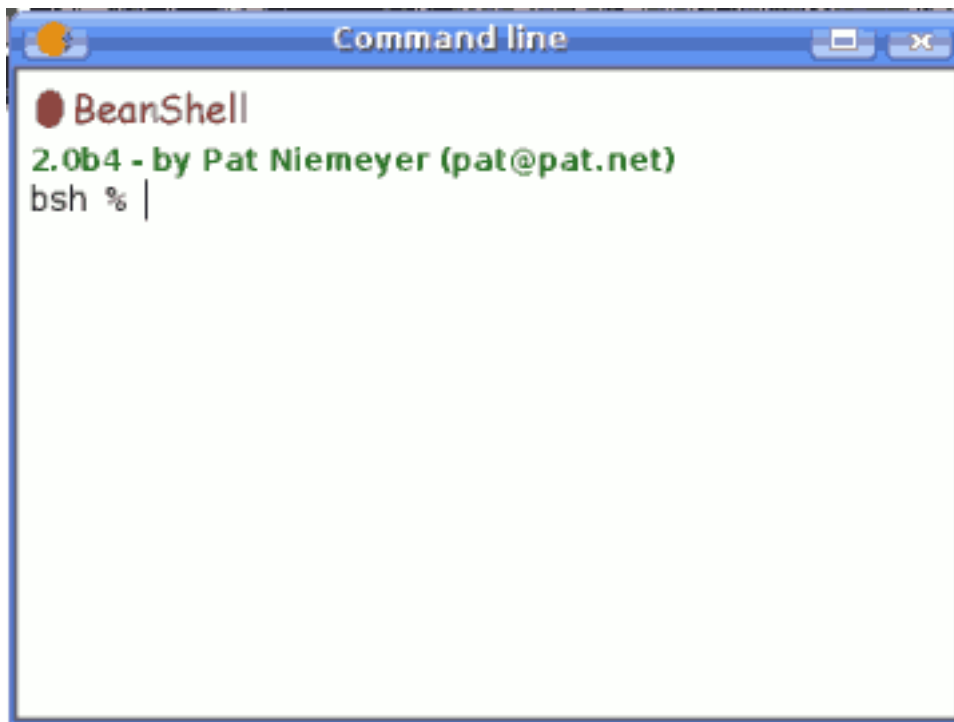 Command line
BeanShell
2.0b4 - by Pat Niemeyer (pat@pat.net)
bsh %